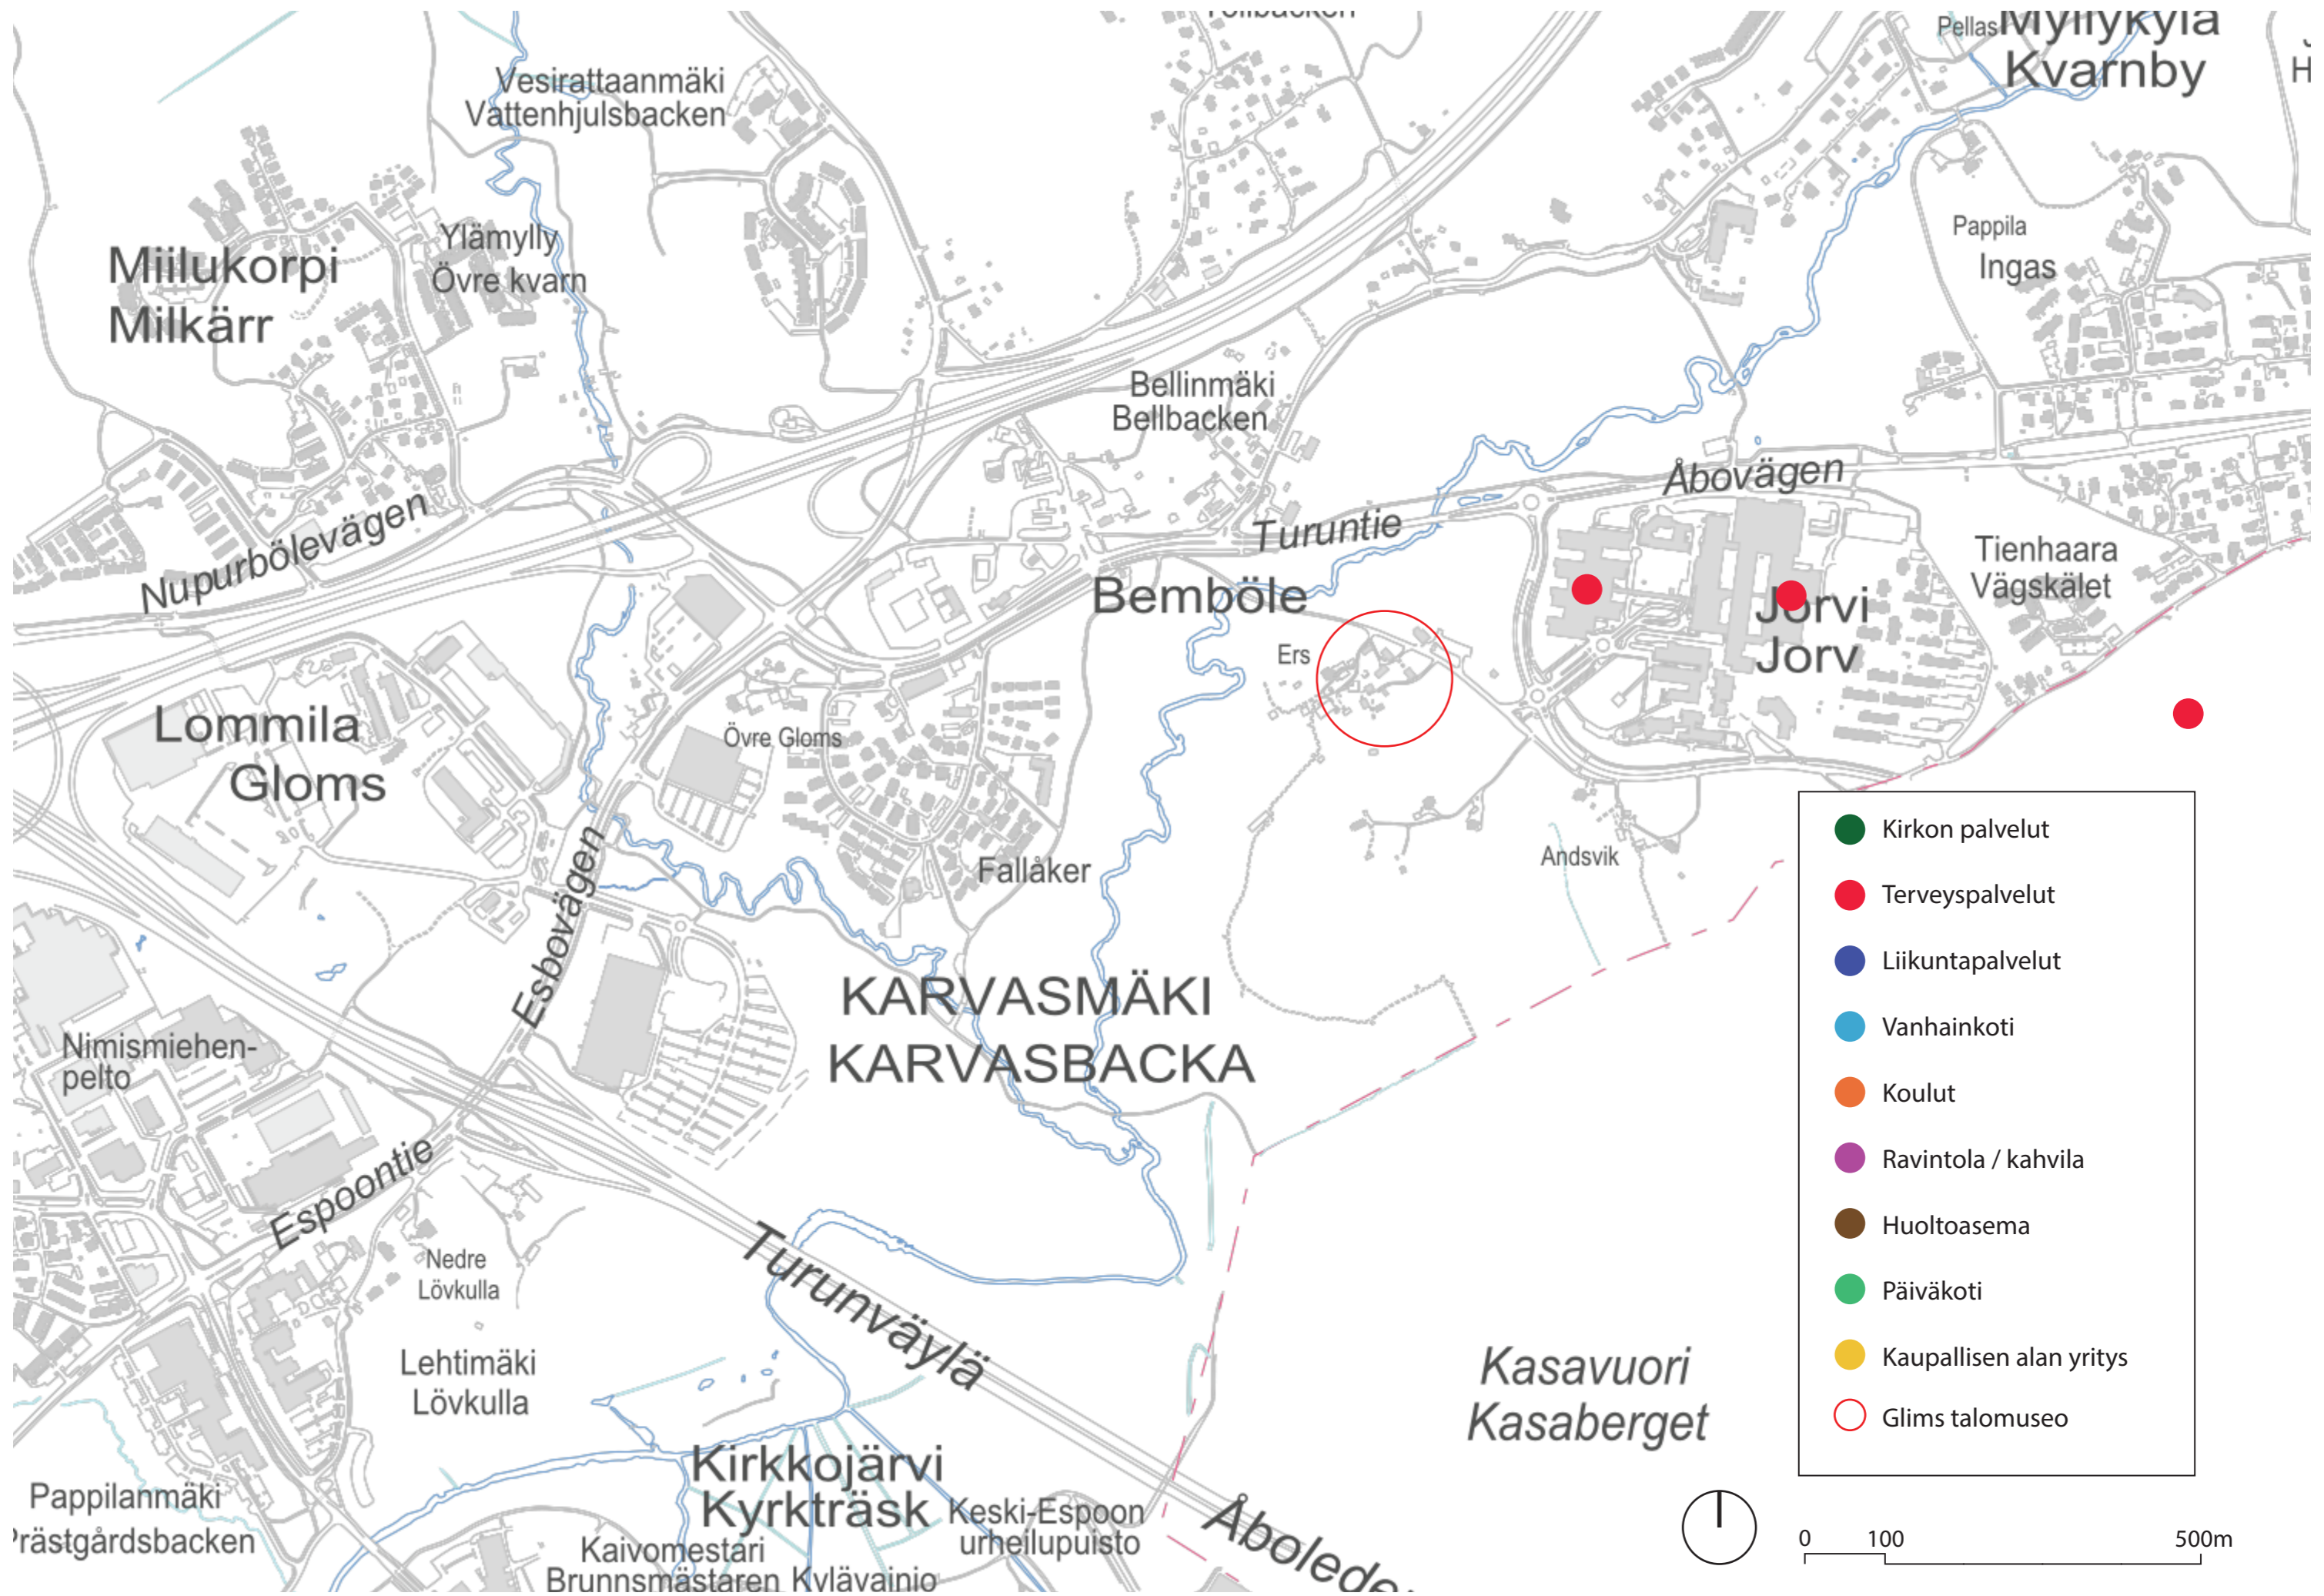 Pellas
Myllykylä
Kvarnby
Vesirattaanmäki
Vattenhjulsbacken
Miilukorpi
Milkärr
Ylämylly
Övre kvarn
Pappila
Ingas
Bellinmäki
Bellbacken
Nupurbölevägen
Turuntie
Åbovägen
Bemböle
Ers
Jorvi
Jorv
Tienhaara
Vägskälet
Lommila
Gloms
Övre Gloms
Fallåker
Andsvik
Esbovägen
KARVASMÄKI
KARVASBACKA
Nimismiehen-
pelto
Espoontie
Nedre
Lövkulla
Lehtimäki
Lövkulla
Turunväylä
Kasavuori
Kasaberget
Kirkkojärvi
Kyrkträsk
Keski-Espoon
urheilupuisto
Pappilanmäki
Prästgårdsbacken
Kaivomestari
Brunnsmästaren
Kylävainio
Kirkon palvelut
Terveyspalvelut
Liikuntapalvelut
Vanhainkoti
Koulut
Ravintola / kahvila
Huoltoasema
Päiväkoti
Kaupallisen alan yritys
Glims talomuseo
0 100 500m